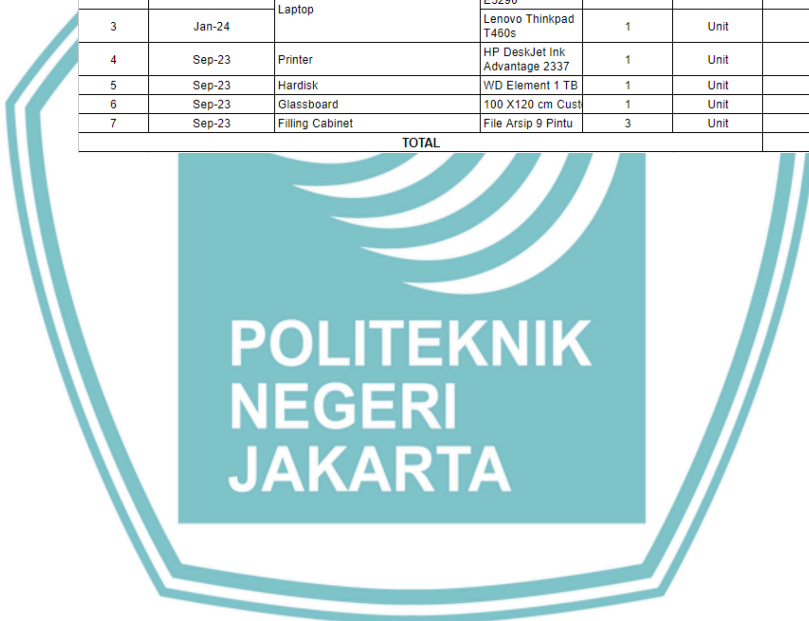 Laptop
E5290
3 Jan-24 Lenovo Thinkpad T460s 1 Unit
4 Sep-23 Printer HP DeskJet Ink Advantage 2337 1 Unit
5 Sep-23 Hardisk WD Element 1 TB 1 Unit
6 Sep-23 Glassboard 100 X120 cm Cust 1 Unit
7 Sep-23 Filling Cabinet File Arsip 9 Pintu 3 Unit
TOTAL
POLITEKNIK
NEGERI
JAKARTA